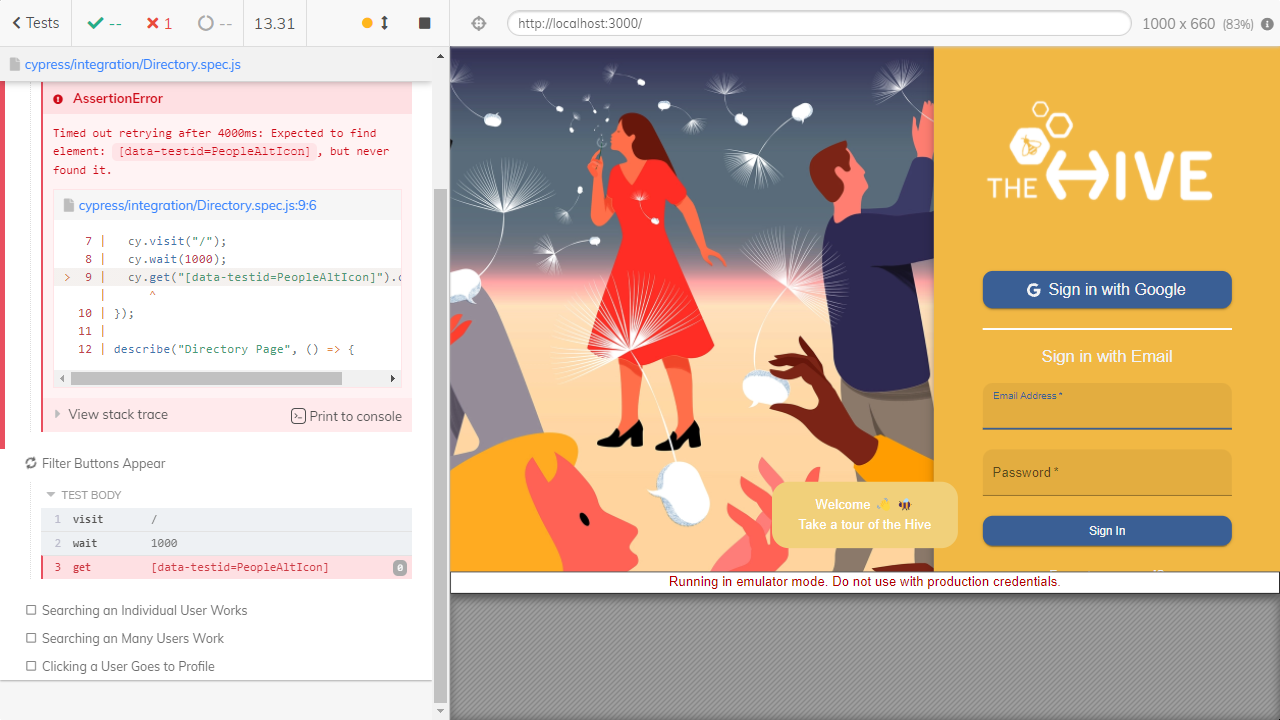 Tests
--
1
--
13.31
http://localhost:3000/
1000 x 660 (83%)
cypress/integration/Directory.spec.js
AssertionError
Timed out retrying after 4000ms: Expected to find
element: [data-testid=PeopleAltIcon], but never
found it.
cypress/integration/Directory.spec.js:9:6
7 | cy.visit("/");
8 | cy.wait(1000);
> 9 | cy.get("[data-testid=PeopleAltIcon]").c
| ^
10 | });
11 |
12 | describe("Directory Page", () => {
View stack trace
Print to console
Filter Buttons Appear
TEST BODY
1 visit /
2 wait 1000
3 get [data-testid=PeopleAltIcon] 0
Searching an Individual User Works
Searching an Many Users Work
Clicking a User Goes to Profile
THE HIVE
G Sign in with Google
Sign in with Email
Email Address *
Password *
Sign In
Welcome 👋 🐝
Take a tour of the Hive
Running in emulator mode. Do not use with production credentials.